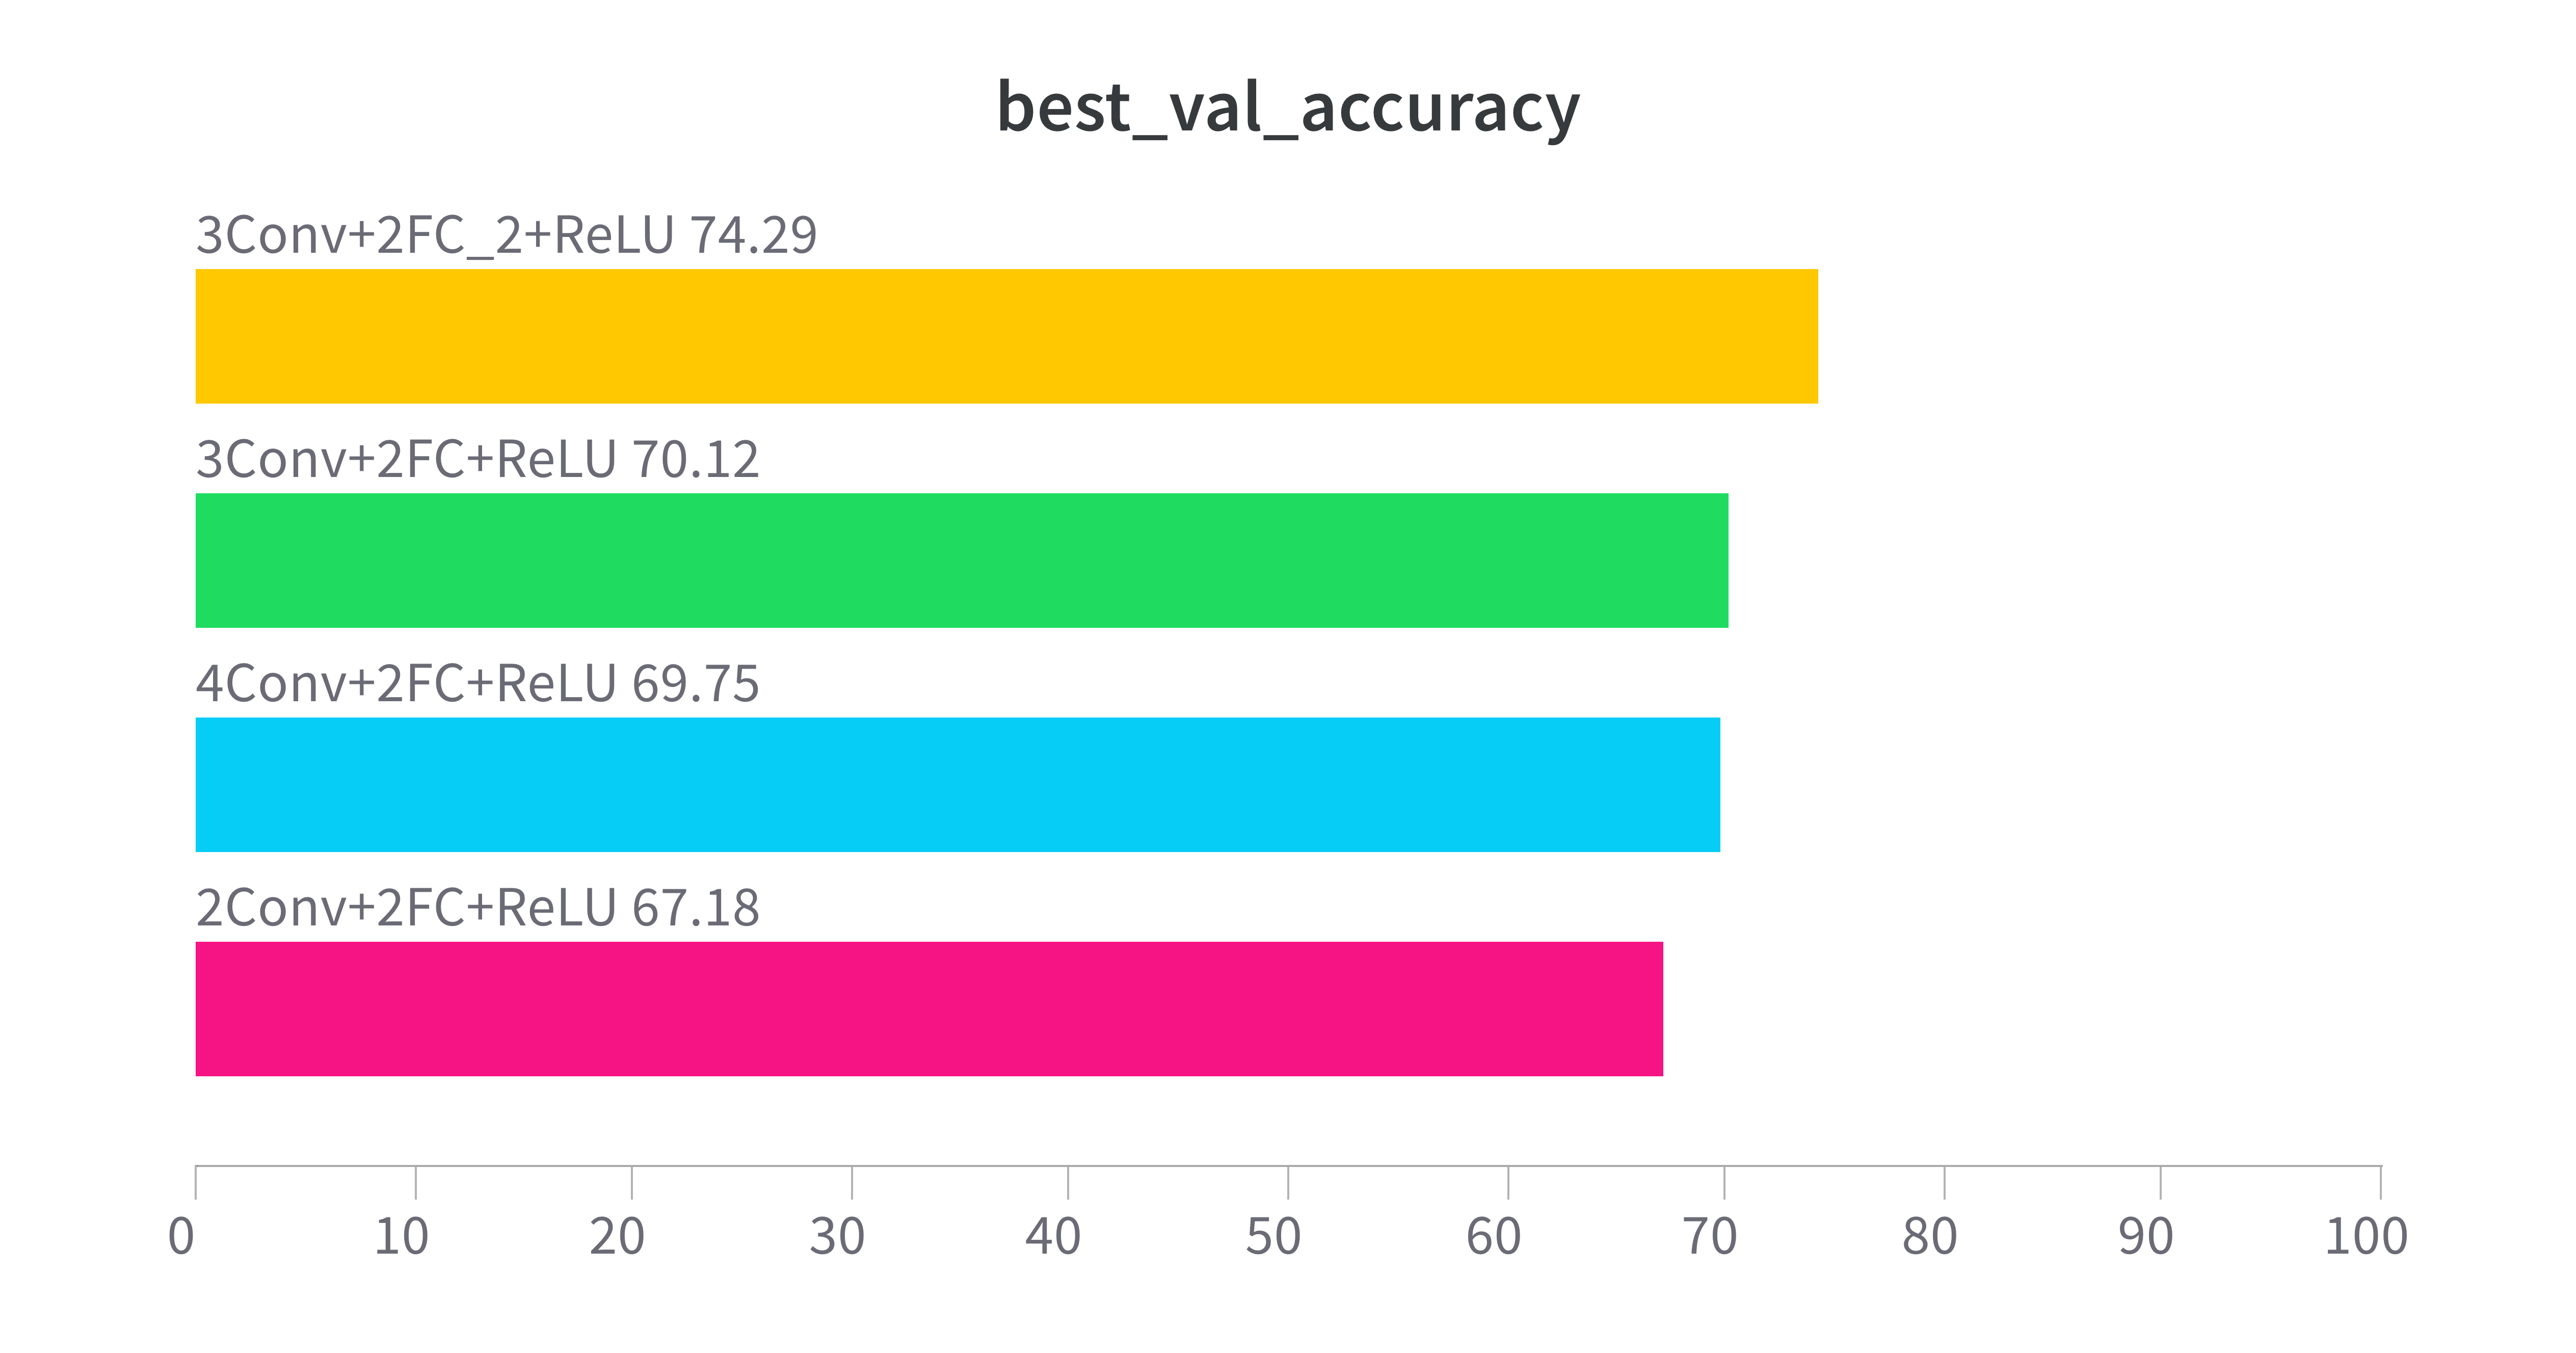 best_val_accuracy
3Conv+2FC_2+ReLU 74.29
3Conv+2FC+ReLU 70.12
4Conv+2FC+ReLU 69.75
2Conv+2FC+ReLU 67.18
0 10 20 30 40 50 60 70 80 90 100